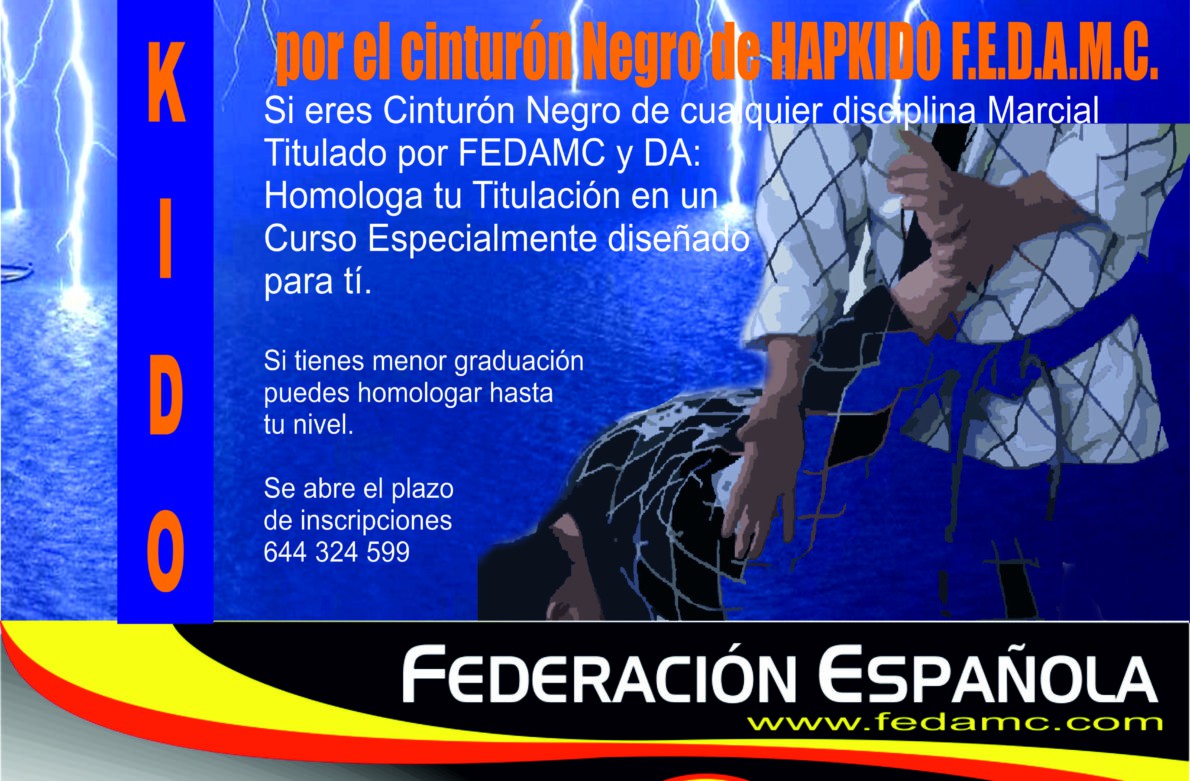 por el cinturón Negro de HAPKIDO F.E.D.A.M.C.
Si eres Cinturón Negro de cualquier disciplina Marcial
Titulado por FEDAMC y DA:
Homologa tu Titulación en un
Curso Especialmente diseñado
para tí.
Si tienes menor graduación
puedes homologar hasta
tu nivel.
Se abre el plazo
de inscripciones
644 324 599
K
I
D
O
FEDERACIÓN ESPAÑOLA
www.fedamc.com